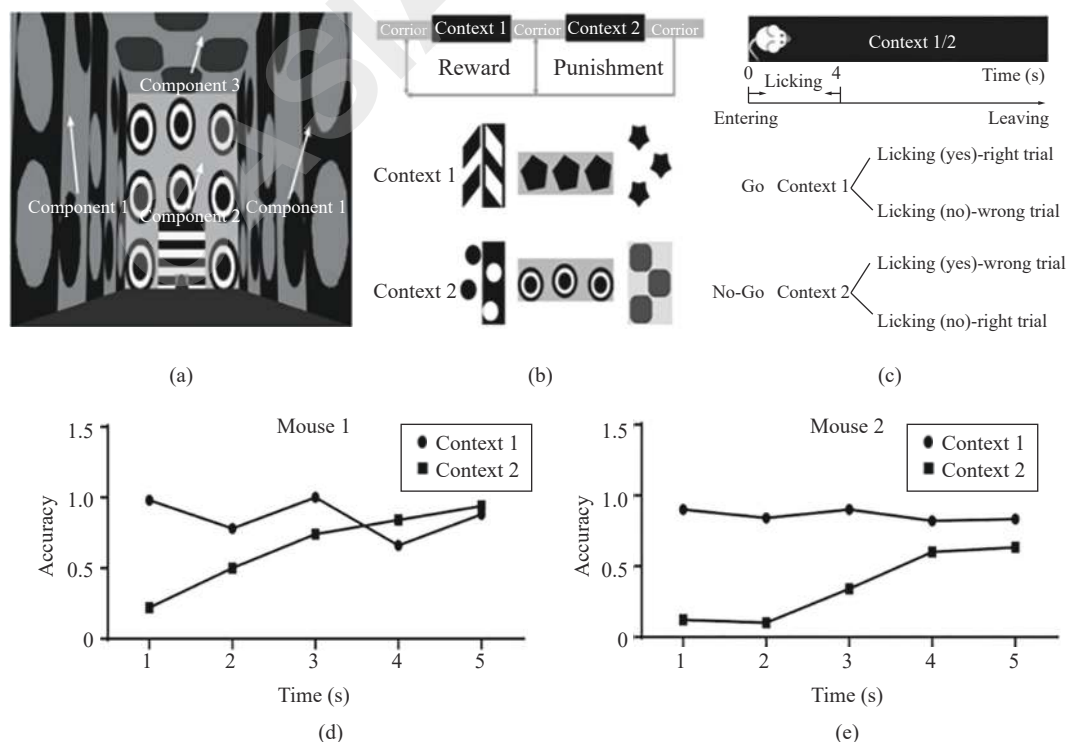 Component 3
Component 1
Component 2
Component 1
(a)
Corrior
Context 1
Corrior
Context 2
Corrior
Reward
Punishment
Context 1
Context 2
(b)
Context 1/2
0
4
Time (s)
Licking
Entering
Leaving
Licking (yes)-right trial
Go Context 1
Licking (no)-wrong trial
Licking (yes)-wrong trial
No-Go Context 2
Licking (no)-right trial
(c)
Mouse 1
Context 1
Context 2
Accuracy
1.5
1.0
0.5
0
1 2 3 4 5
Time (s)
(d)
Mouse 2
Context 1
Context 2
Accuracy
1.5
1.0
0.5
0
1 2 3 4 5
Time (s)
(e)